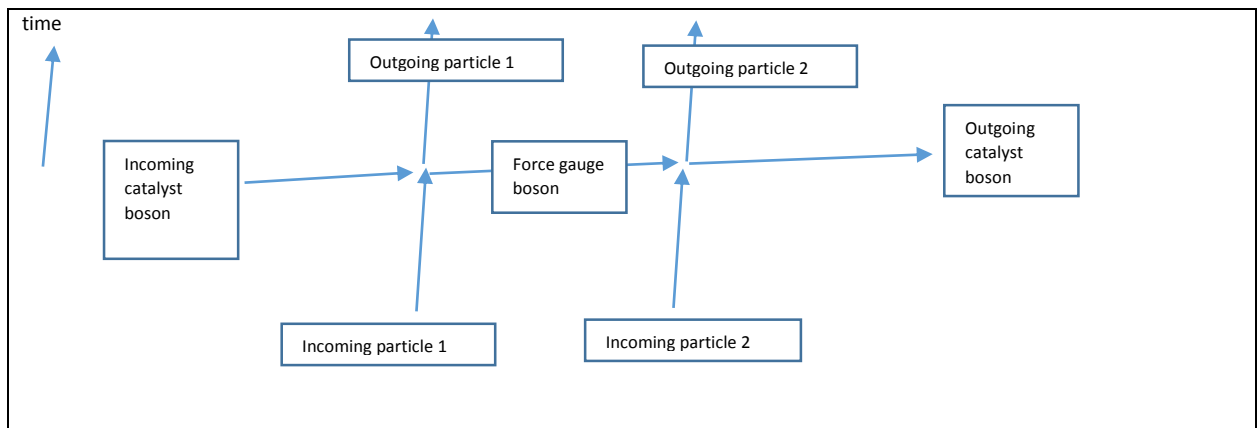 time
Outgoing particle 1
Outgoing particle 2
Incoming
catalyst
boson
Force gauge
boson
Outgoing
catalyst
boson
Incoming particle 1
Incoming particle 2